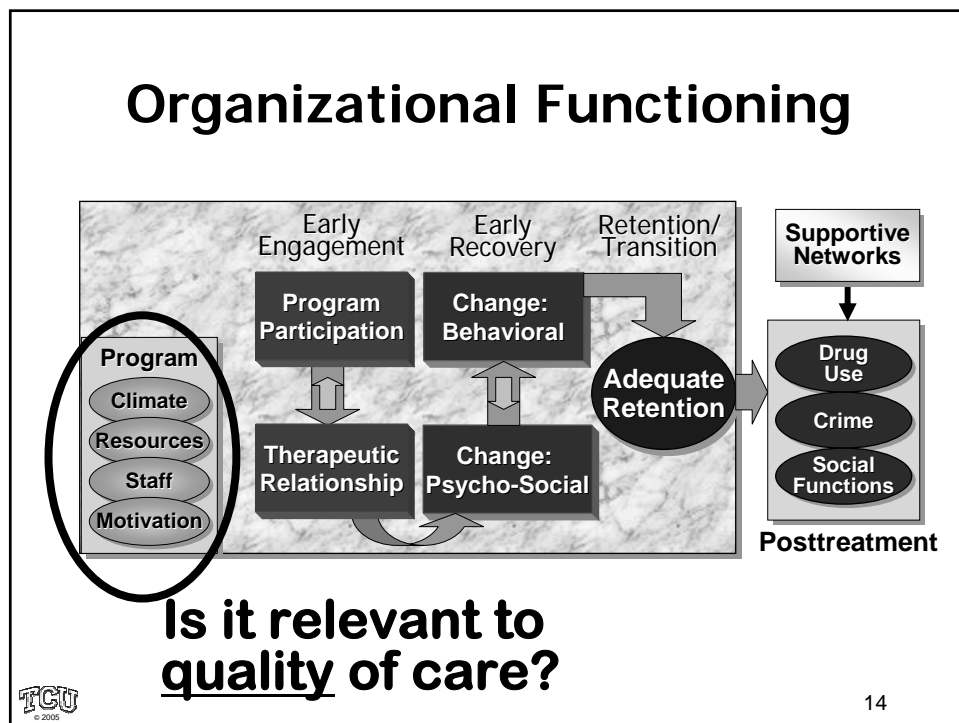 Organizational Functioning
Early
Engagement
Early
Recovery
Retention/
Transition
Supportive
Networks
Program
Participation
Change:
Behavioral
Program
Climate
Resources
Staff
Motivation
Adequate
Retention
Drug
Use
Crime
Social
Functions
Therapeutic
Relationship
Change:
Psycho-Social
Posttreatment
Is it relevant to
quality of care?
TCU
© 2005
14